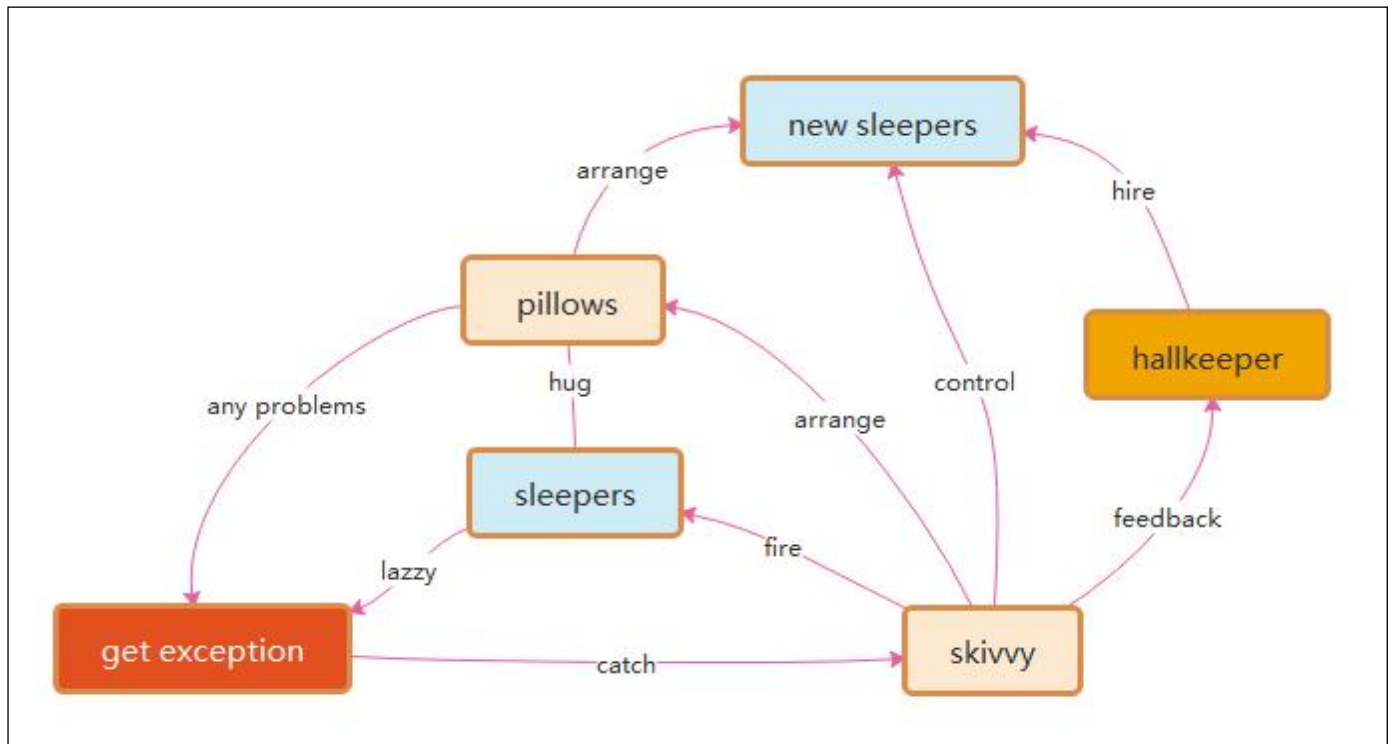 new sleepers
arrange
hire
pillows
hallkeeper
hug
control
any problems
arrange
sleepers
feedback
fire
lazzy
get exception
skivvy
catch